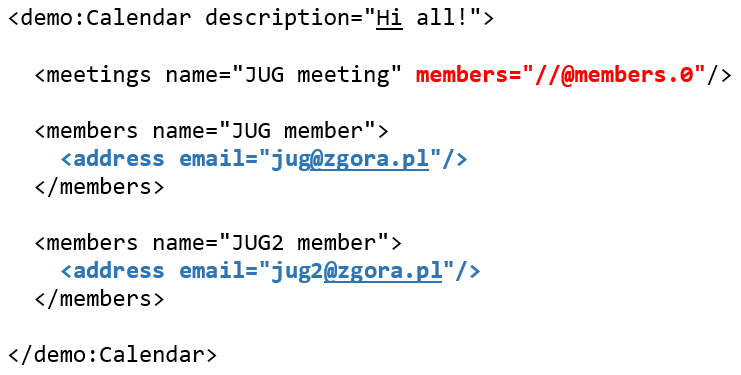 <demo:Calendar description="Hi all!">
<meetings name="JUG meeting" members="//@members.0"/>
<members name="JUG member">
<address email="jug@zgora.pl"/>
</members>
<members name="JUG2 member">
<address email="jug2@zgora.pl"/>
</members>
</demo:Calendar>